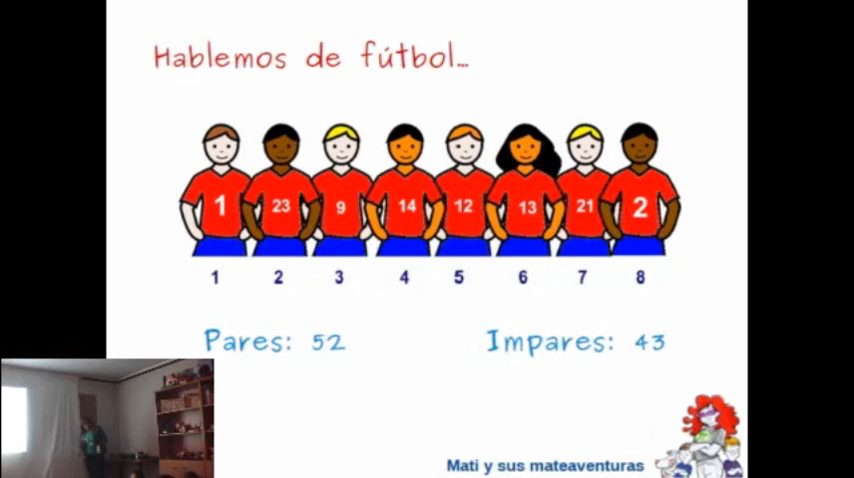 Hablemos de fútbol...
1 23 9 14 12 13 21 2
1 2 3 4 5 6 7 8
Pares: 52 Impares: 43
Mati y sus mateaventuras